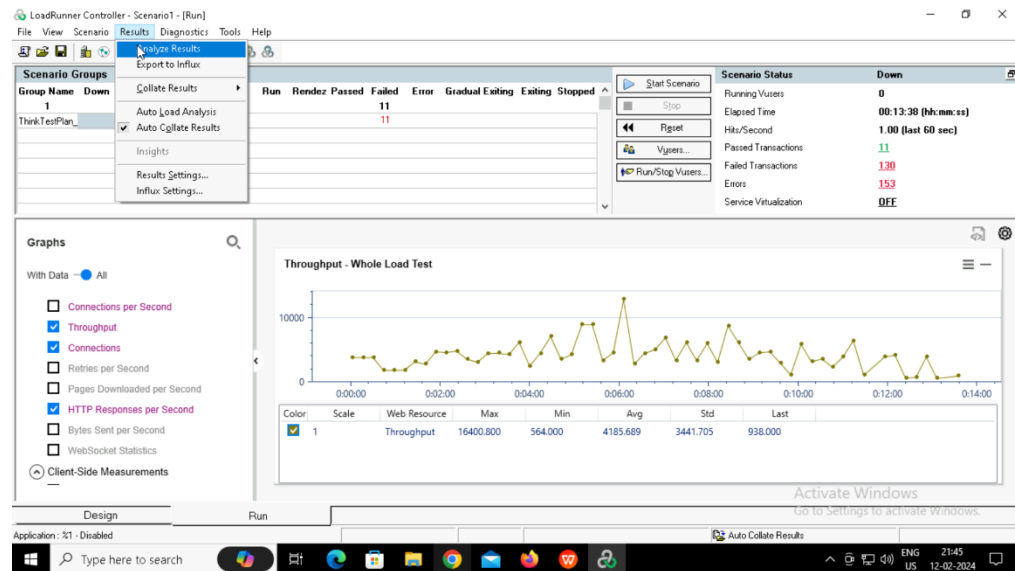 LoadRunner Controller - Scenario1 - [Run]
File View Scenario Results Diagnostics Tools Help
Analyze Results
Export to Influx
Collate Results
Auto Load Analysis
Auto Collate Results
Insights
Results Settings...
Influx Settings...
Scenario Groups
Group Name Down Run Rendez Passed Failed Error Gradual Exiting Exiting Stopped
1 11
ThinkTestPlan_ 11
Start Scenario
Stop
Reset
Vusers...
Run/Stop Vusers...
Scenario Status Down
Running Vusers 0
Elapsed Time 00:13:38 (hh:mm:ss)
Hits/Second 1.00 (last 60 sec)
Passed Transactions 11
Failed Transactions 130
Errors 153
Service Virtualization OFF
Graphs
With Data All
Connections per Second
Throughput
Connections
Retries per Second
Pages Downloaded per Second
HTTP Responses per Second
Bytes Sent per Second
WebSocket Statistics
Client-Side Measurements
Throughput - Whole Load Test
10000
0
0:00:00 0:02:00 0:04:00 0:06:00 0:08:00 0:10:00 0:12:00 0:14:00
Color Scale Web Resource Max Min Avg Std Last
1 Throughput 16400.800 564.000 4185.689 3441.705 938.000
Activate Windows
Go to Settings to activate Windows.
Design Run
Application : %1 - Disabled
Auto Collate Results
Type here to search
ENG
US
21:45
12-02-2024